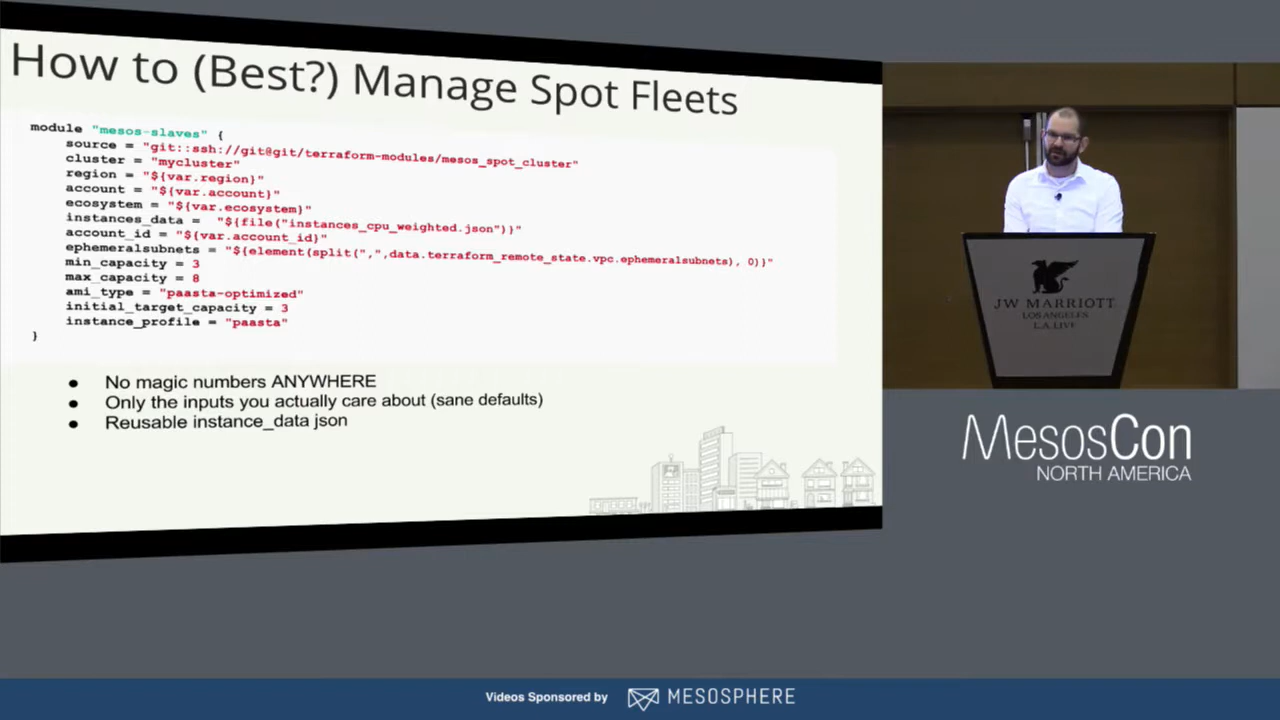 How to (Best?) Manage Spot Fleets
module "mesos-slaves" {
source = "git::ssh://git@git/terraform-modules/mesos_spot_cluster"
cluster = "mycluster"
region = "${var.region}"
account = "${var.account}"
ecosystem = "${var.ecosystem}"
instances_data = "${file("instances_cpu_weighted.json")}"
account_id = "${var.account_id}"
ephemeralsubnets = "${element(split(",",data.terraform_remote_state.vpc.ephemeralsubnets), 0)}"
min_capacity = 3
max_capacity = 8
ami_type = "paasta-optimized"
initial_target_capacity = 3
instance_profile = "paasta"
}
● No magic numbers ANYWHERE
● Only the inputs you actually care about (sane defaults)
● Reusable instance_data json
JW MARRIOTT
LOS ANGELES
L.A. LIVE
MesosCon
NORTH AMERICA
Videos Sponsored by MESOSPHERE